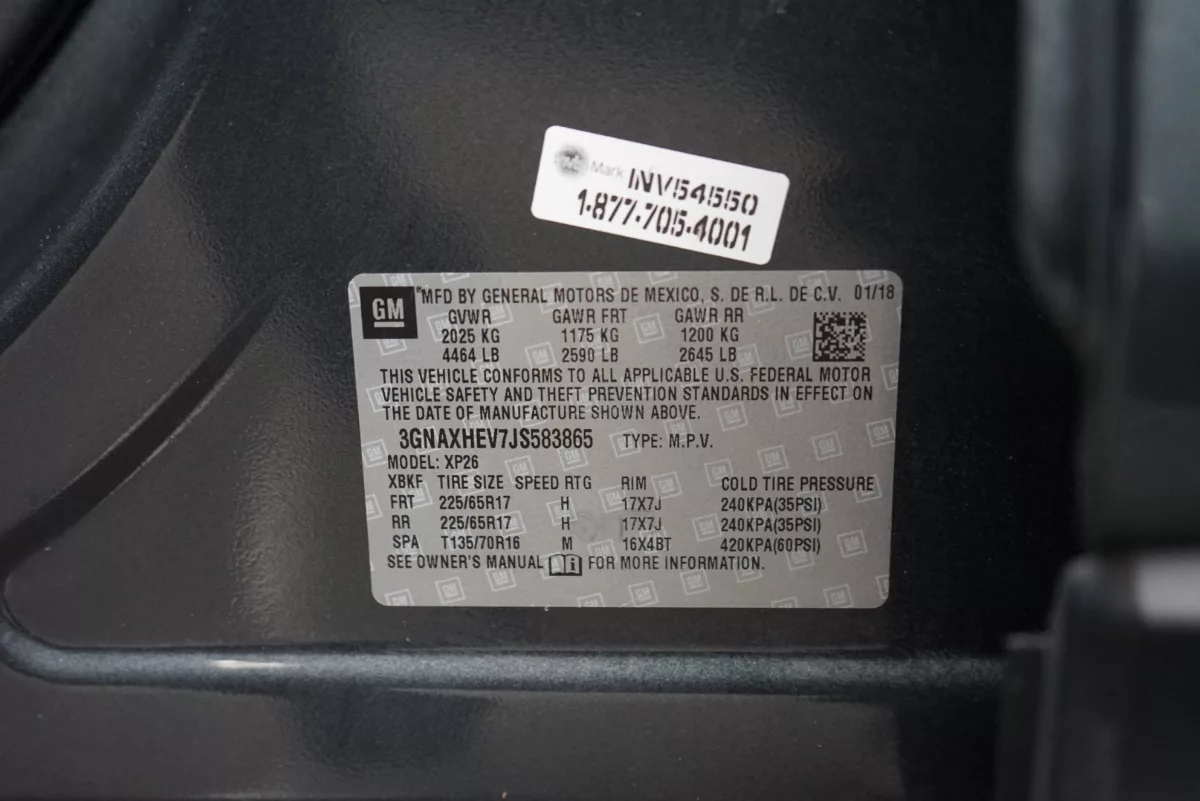 Mark INV54550
1-877-705-4001
GM
*MFD BY GENERAL MOTORS DE MEXICO, S. DE R.L. DE C.V. 01/18
GVWR GAWR FRT GAWR RR
2025 KG 1175 KG 1200 KG
4464 LB 2590 LB 2645 LB
THIS VEHICLE CONFORMS TO ALL APPLICABLE U.S. FEDERAL MOTOR
VEHICLE SAFETY AND THEFT PREVENTION STANDARDS IN EFFECT ON
THE DATE OF MANUFACTURE SHOWN ABOVE.
3GNAXHEV7JS583865 TYPE: M.P.V.
MODEL: XP26
XBKF TIRE SIZE SPEED RTG RIM COLD TIRE PRESSURE
FRT 225/65R17 H 17X7J 240KPA(35PSI)
RR 225/65R17 H 17X7J 240KPA(35PSI)
SPA T135/70R16 M 16X4BT 420KPA(60PSI)
SEE OWNER'S MANUAL FOR MORE INFORMATION.